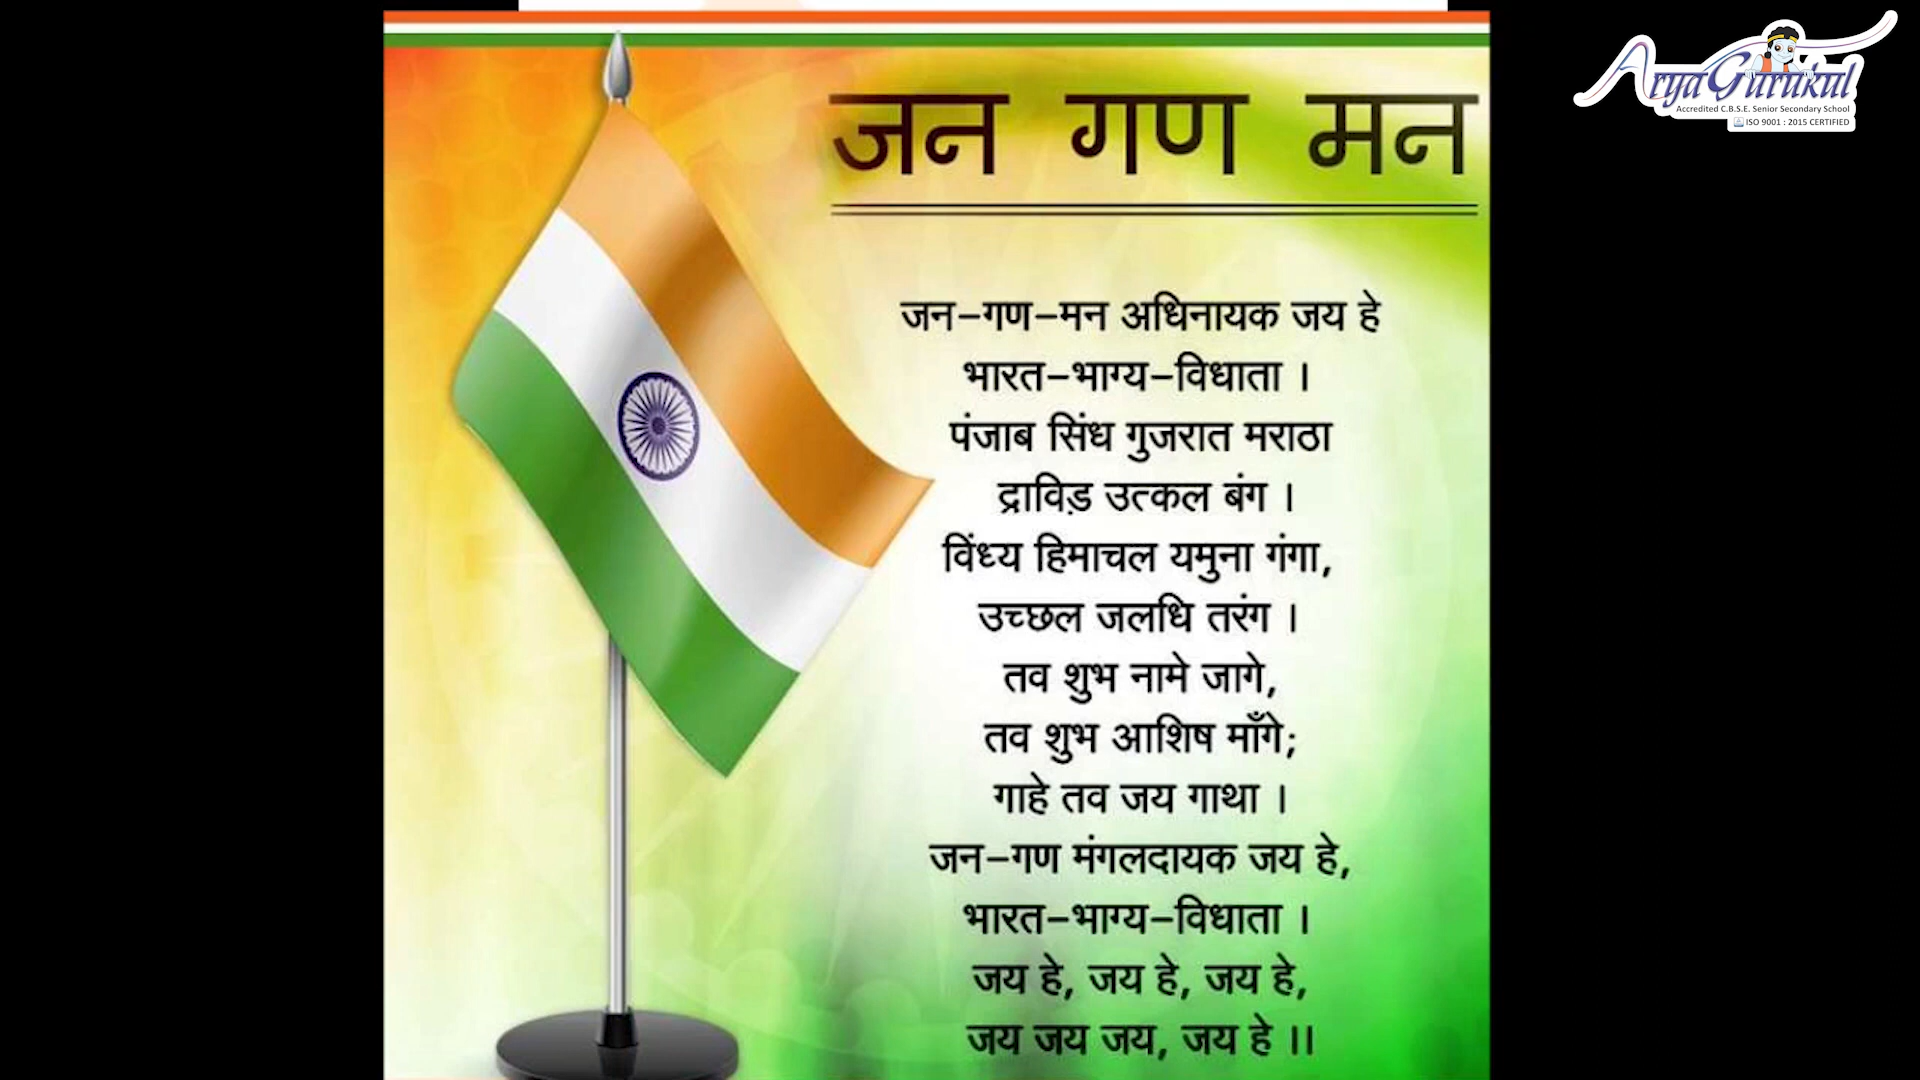 Arya Gurukul
Accredited C.B.S.E. Senior Secondary School
ISO 9001 : 2015 CERTIFIED
जन गण मन
जन-गण-मन अधिनायक जय हे
भारत-भाग्य-विधाता ।
पंजाब सिंध गुजरात मराठा
द्राविड़ उत्कल बंग ।
विंध्य हिमाचल यमुना गंगा,
उच्छल जलधि तरंग ।
तव शुभ नामे जागे,
तव शुभ आशिष माँगे;
गाहे तव जय गाथा ।
जन-गण मंगलदायक जय हे,
भारत-भाग्य-विधाता ।
जय हे, जय हे, जय हे,
जय जय जय, जय हे ।।